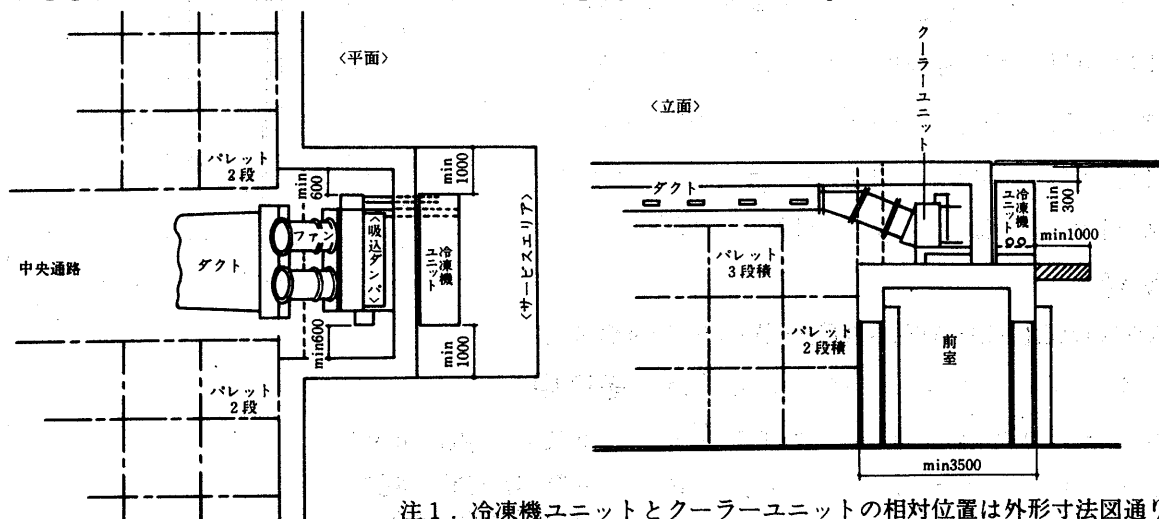 〈平面〉
パレット
2段
min
600
min
1000
中央通路
ダクト
ファン
〈吸込ダンパ〉
冷凍機
ユニット
〈サービスエリア〉
min600
min
1000
パレット
2段
クーラーユニット
〈立面〉
ダクト
冷凍機
ユニット
min
300
min1000
パレット
3段積
パレット
2段積
前室
min3500
注1．冷凍機ユニットとクーラーユニットの相対位置は外形寸法図通り